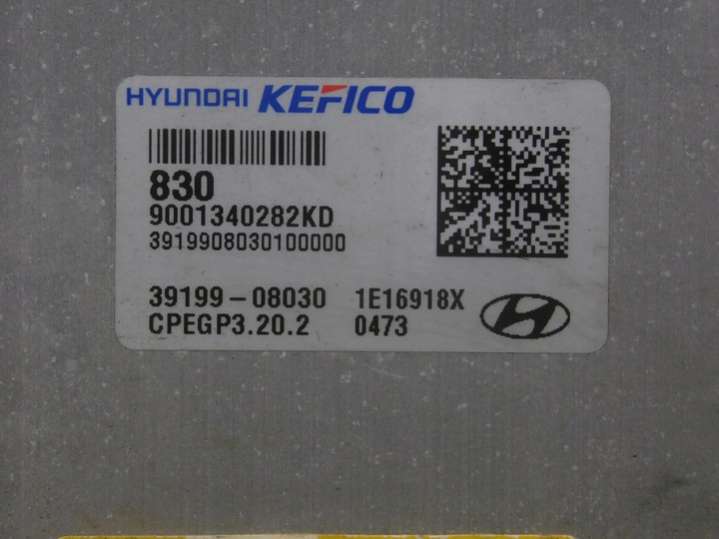 HYUNDAI KEFICO
830
9001340282KD
3919908030100000
39199-08030 1E16918X
CPEGP3.20.2 0473